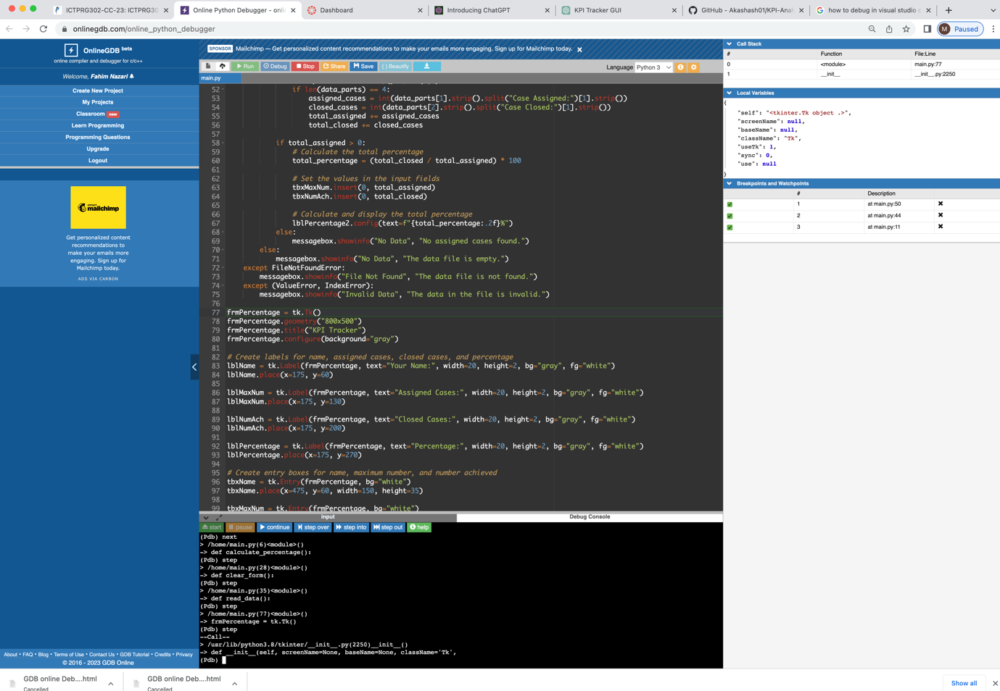 ICTPRG302-CC-23: ICTPRG30
Online Python Debugger - onli
Dashboard
Introducing ChatGPT
KPI Tracker GUI
GitHub - Akashash01/KPI-Anal
how to debug in visual studio c
onlinegdb.com/online_python_debugger
M Paused
OnlineGDB beta
online compiler and debugger for c/c++
Welcome, Fahim Nazari
Create New Project
My Projects
Classroom new
Learn Programming
Programming Questions
Upgrade
Logout
INTUIT
mailchimp
Get personalized content
recommendations to
make your emails more
engaging. Sign up for
Mailchimp today.
ADS VIA CARBON
About • FAQ • Blog • Terms of Use • Contact Us • GDB Tutorial • Credits • Privacy
© 2016 - 2023 GDB Online
SPONSOR Mailchimp — Get personalized content recommendations to make your emails more engaging. Sign up for Mailchimp today.
Run Debug Stop Share Save { } Beautify
Language Python 3
main.py
52 if len(data_parts) == 4:
53 assigned_cases = int(data_parts[1].strip().split("Case Assigned:")[1].strip())
54 closed_cases = int(data_parts[2].strip().split("Case Closed:")[1].strip())
55 total_assigned += assigned_cases
56 total_closed += closed_cases
57
58 if total_assigned > 0:
59 # Calculate the total percentage
60 total_percentage = (total_closed / total_assigned) * 100
61
62 # Set the values in the input fields
63 tbxMaxNum.insert(0, total_assigned)
64 tbxNumAch.insert(0, total_closed)
65
66 # Calculate and display the total percentage
67 lblPercentage2.config(text=f"{total_percentage:.2f}%")
68 else:
69 messagebox.showinfo("No Data", "No assigned cases found.")
70 else:
71 messagebox.showinfo("No Data", "The data file is empty.")
72 except FileNotFoundError:
73 messagebox.showinfo("File Not Found", "The data file is not found.")
74 except (ValueError, IndexError):
75 messagebox.showinfo("Invalid Data", "The data in the file is invalid.")
76
77 frmPercentage = tk.Tk()
78 frmPercentage.geometry("800x500")
79 frmPercentage.title("KPI Tracker")
80 frmPercentage.configure(background="gray")
81
82 # Create labels for name, assigned cases, closed cases, and percentage
83 lblName = tk.Label(frmPercentage, text="Your Name:", width=20, height=2, bg="gray", fg="white")
84 lblName.place(x=175, y=60)
85
86 lblMaxNum = tk.Label(frmPercentage, text="Assigned Cases:", width=20, height=2, bg="gray", fg="white")
87 lblMaxNum.place(x=175, y=130)
88
89 lblNumAch = tk.Label(frmPercentage, text="Closed Cases:", width=20, height=2, bg="gray", fg="white")
90 lblNumAch.place(x=175, y=200)
91
92 lblPercentage = tk.Label(frmPercentage, text="Percentage:", width=20, height=2, bg="gray", fg="white")
93 lblPercentage.place(x=175, y=270)
94
95 # Create entry boxes for name, maximum number, and number achieved
96 tbxName = tk.Entry(frmPercentage, bg="white")
97 tbxName.place(x=475, y=60, width=150, height=35)
98
99 tbxMaxNum = tk.Entry(frmPercentage, bg="white")
input
Debug Console
start pause continue step over step into step out help
(Pdb) next
> /home/main.py(6)<module>()
-> def calculate_percentage():
(Pdb) step
> /home/main.py(28)<module>()
-> def clear_form():
(Pdb) step
> /home/main.py(35)<module>()
-> def read_data():
(Pdb) step
> /home/main.py(77)<module>()
-> frmPercentage = tk.Tk()
(Pdb) step
--Call--
> /usr/lib/python3.8/tkinter/__init__.py(2250)__init__()
-> def __init__(self, screenName=None, baseName=None, className='Tk',
(Pdb)
Call Stack
# Function File:Line
0 <module> main.py:77
1 __init__ __init__.py:2250
Local Variables
{
"self": "<tkinter.Tk object .>",
"screenName": null,
"baseName": null,
"className": "Tk",
"useTk": 1,
"sync": 0,
"use": null
}
Breakpoints and Watchpoints
# Description
1 at main.py:50
2 at main.py:44
3 at main.py:11
GDB online Deb....html
Cancelled
GDB online Deb....html
Cancelled
Show all